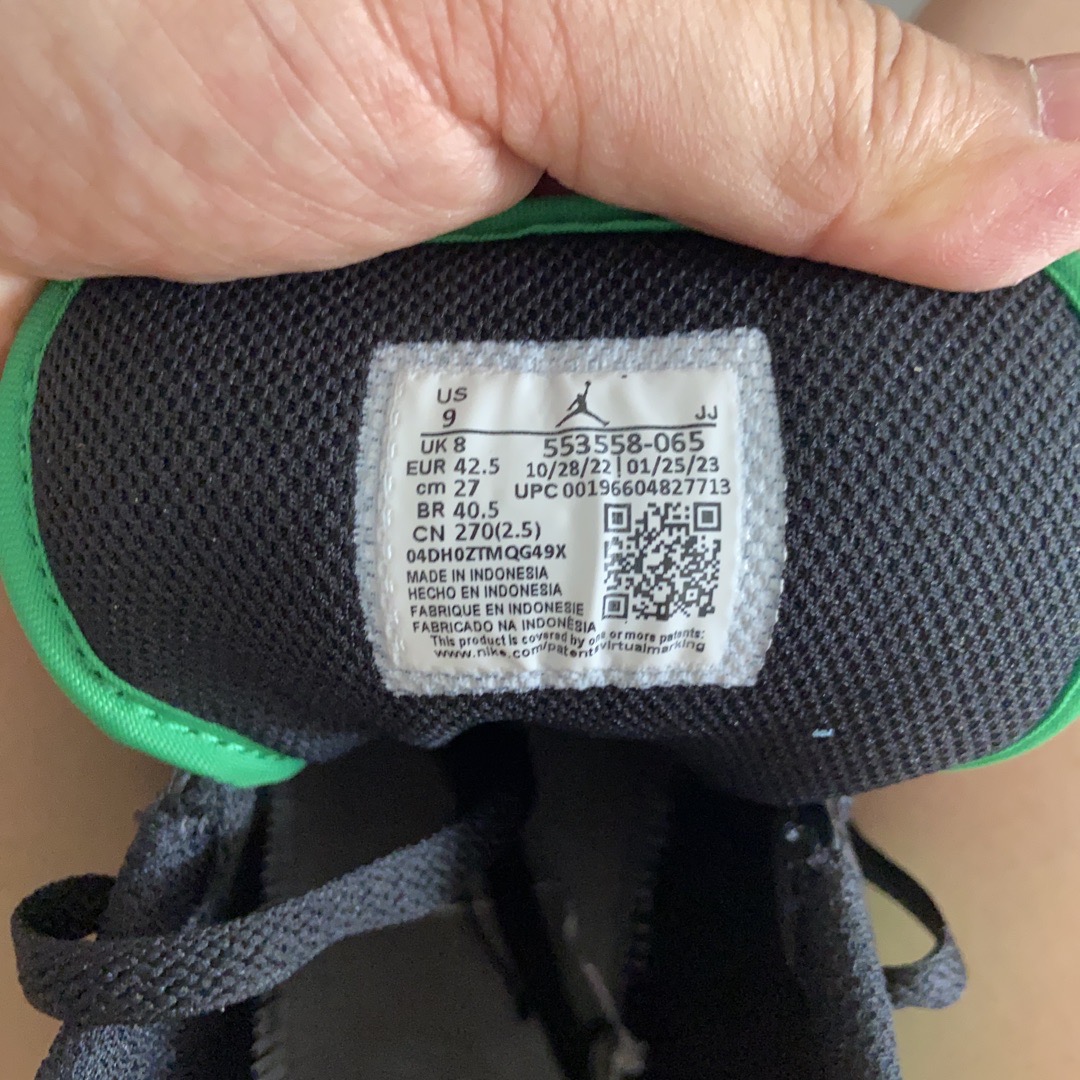 US
9
JJ
UK 8
553558-065
EUR 42.5
10/28/22 | 01/25/23
cm 27
UPC 00196604827713
BR 40.5
CN 270(2.5)
04DH0ZTMQG49X
MADE IN INDONESIA
HECHO EN INDONESIA
FABRIQUE EN INDONESIE
FABRICADO NA INDONÉSIA
This product is covered by one or more patents:
www.nike.com/patentsvirtualmarking